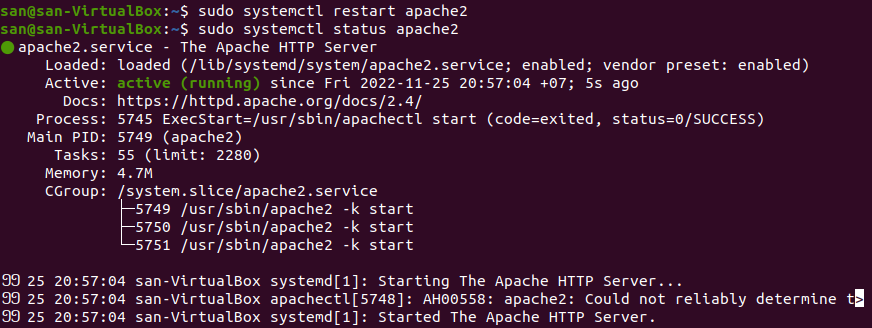 san@san-VirtualBox:~$ sudo systemctl restart apache2
san@san-VirtualBox:~$ sudo systemctl status apache2
● apache2.service - The Apache HTTP Server
Loaded: loaded (/lib/systemd/system/apache2.service; enabled; vendor preset: enabled)
Active: active (running) since Fri 2022-11-25 20:57:04 +07; 5s ago
Docs: https://httpd.apache.org/docs/2.4/
Process: 5745 ExecStart=/usr/sbin/apachectl start (code=exited, status=0/SUCCESS)
Main PID: 5749 (apache2)
Tasks: 55 (limit: 2280)
Memory: 4.7M
CGroup: /system.slice/apache2.service
├─5749 /usr/sbin/apache2 -k start
├─5750 /usr/sbin/apache2 -k start
└─5751 /usr/sbin/apache2 -k start
25 20:57:04 san-VirtualBox systemd[1]: Starting The Apache HTTP Server...
25 20:57:04 san-VirtualBox apachectl[5748]: AH00558: apache2: Could not reliably determine t>
25 20:57:04 san-VirtualBox systemd[1]: Started The Apache HTTP Server.